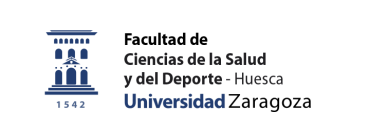 Facultad de
Ciencias de la Salud
y del Deporte - Huesca
Universidad Zaragoza
1542